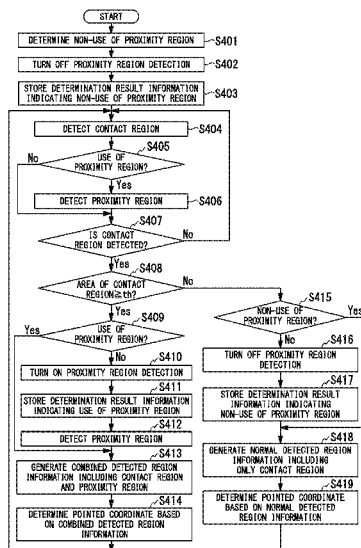 START
DETERMINE NON-USE OF PROXIMITY REGION
S401
TURN OFF PROXIMITY REGION DETECTION
S402
STORE DETERMINATION RESULT INFORMATION
INDICATING NON-USE OF PROXIMITY REGION
S403
DETECT CONTACT REGION
S404
S405
No
USE OF
PROXIMITY REGION?
Yes
DETECT PROXIMITY REGION
S406
S407
IS CONTACT
REGION DETECTED?
No
Yes
S408
AREA OF CONTACT
REGION≧th?
No
Yes
S409
Yes
USE OF
PROXIMITY REGION?
No
S410
TURN ON PROXIMITY REGION DETECTION
S411
STORE DETERMINATION RESULT INFORMATION
INDICATING USE OF PROXIMITY REGION
S412
DETECT PROXIMITY REGION
S413
GENERATE COMBINED DETECTED REGION
INFORMATION INCLUDING CONTACT REGION
AND PROXIMITY REGION
S414
DETERMINE POINTED COORDINATE BASED
ON COMBINED DETECTED REGION
INFORMATION
S415
NON-USE OF
PROXIMITY REGION?
Yes
No
S416
TURN OFF PROXIMITY REGION
DETECTION
S417
STORE DETERMINATION RESULT
INFORMATION INDICATING
NON-USE OF PROXIMITY REGION
S418
GENERATE NORMAL DETECTED REGION
INFORMATION INCLUDING
ONLY CONTACT REGION
S419
DETERMINE POINTED COORDINATE
BASED ON NORMAL DETECTED
REGION INFORMATION